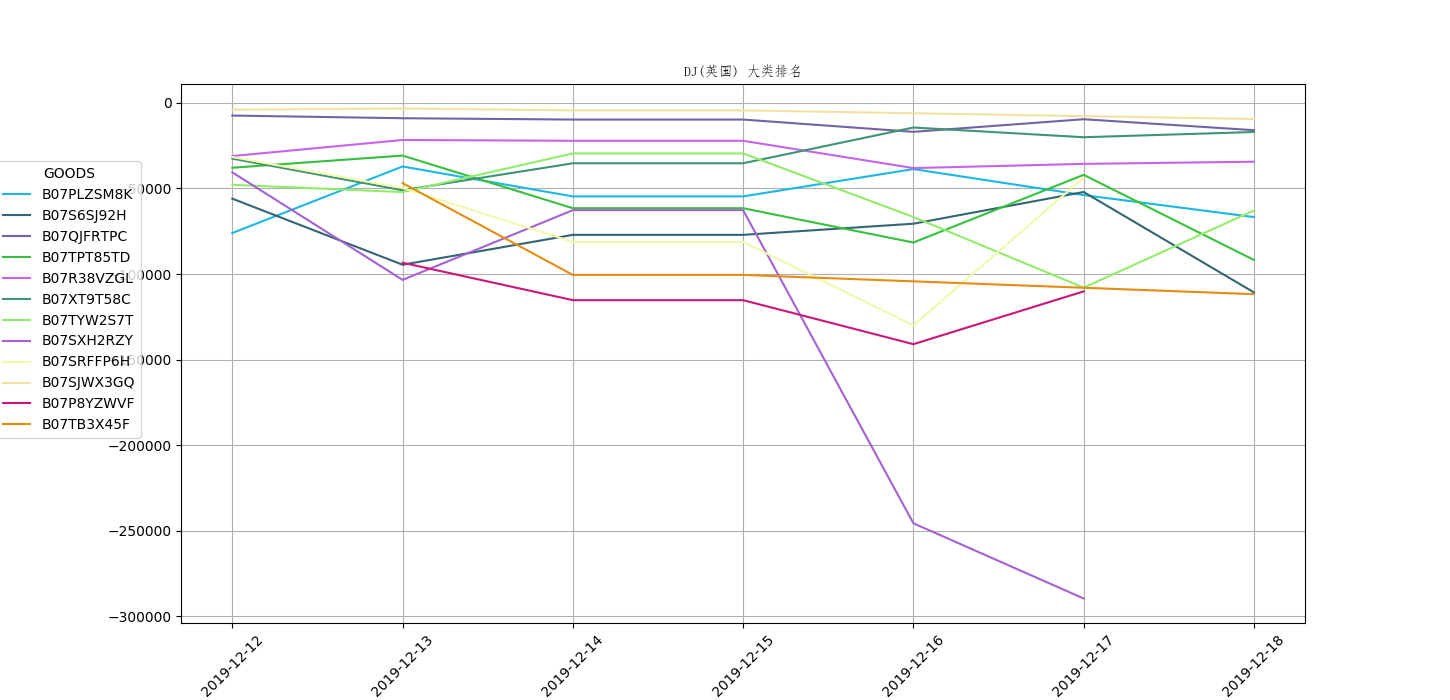 DJ(英国) 大类排名
0
GOODS
B07PLZSM8K
B07S6SJ92H
B07QJFRTPC
B07TPT85TD
B07R38VZGL
B07XT9T58C
B07TYW2S7T
B07SXH2RZY
B07SRFFP6H
B07SJWX3GQ
B07P8YZWVF
B07TB3X45F
−200000
−250000
−300000
2019-12-12
2019-12-13
2019-12-14
2019-12-15
2019-12-16
2019-12-17
2019-12-18